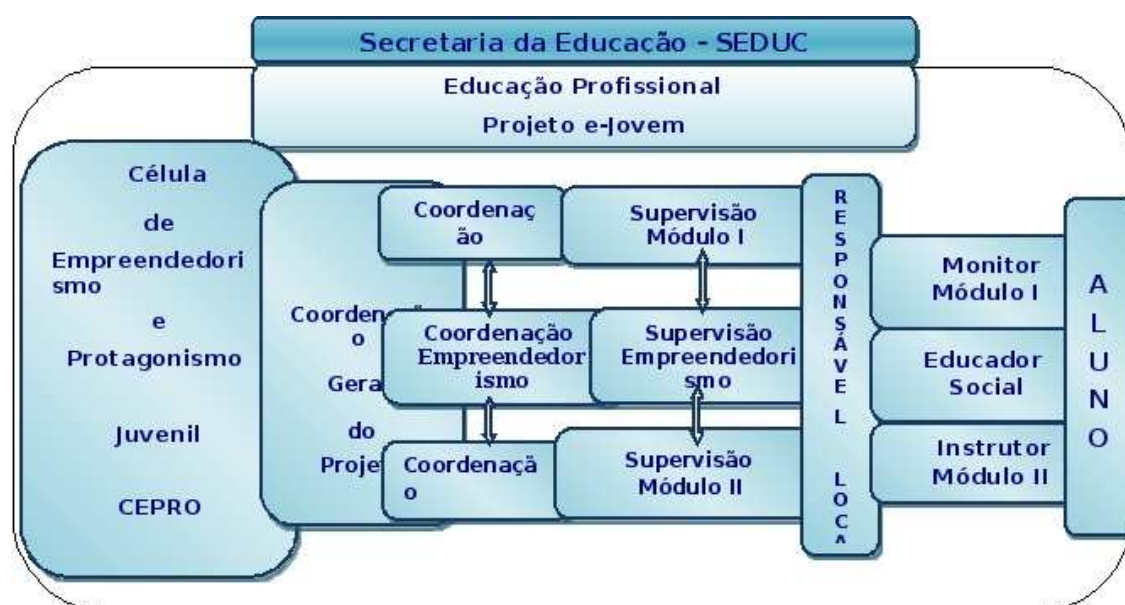 Secretaria da Educação - SEDUC
Educação Profissional
Projeto e-Jovem
Célula
de
Empreendedori
smo
e
Protagonismo
Juvenil
CEPRO
Coordenaçã
o
Gera
do
Projet
Coordenaç
ão
Coordenação
Empreendedor
ismo
Coordenaçã
o
Supervisão
Módulo I
Supervisão
Empreendedori
smo
Supervisão
Módulo II
R
E
S
P
O
N
S
Á
V
E
L
L
O
C
A
Monitor
Módulo I
Educador
Social
Instrutor
Módulo II
A
L
U
N
O